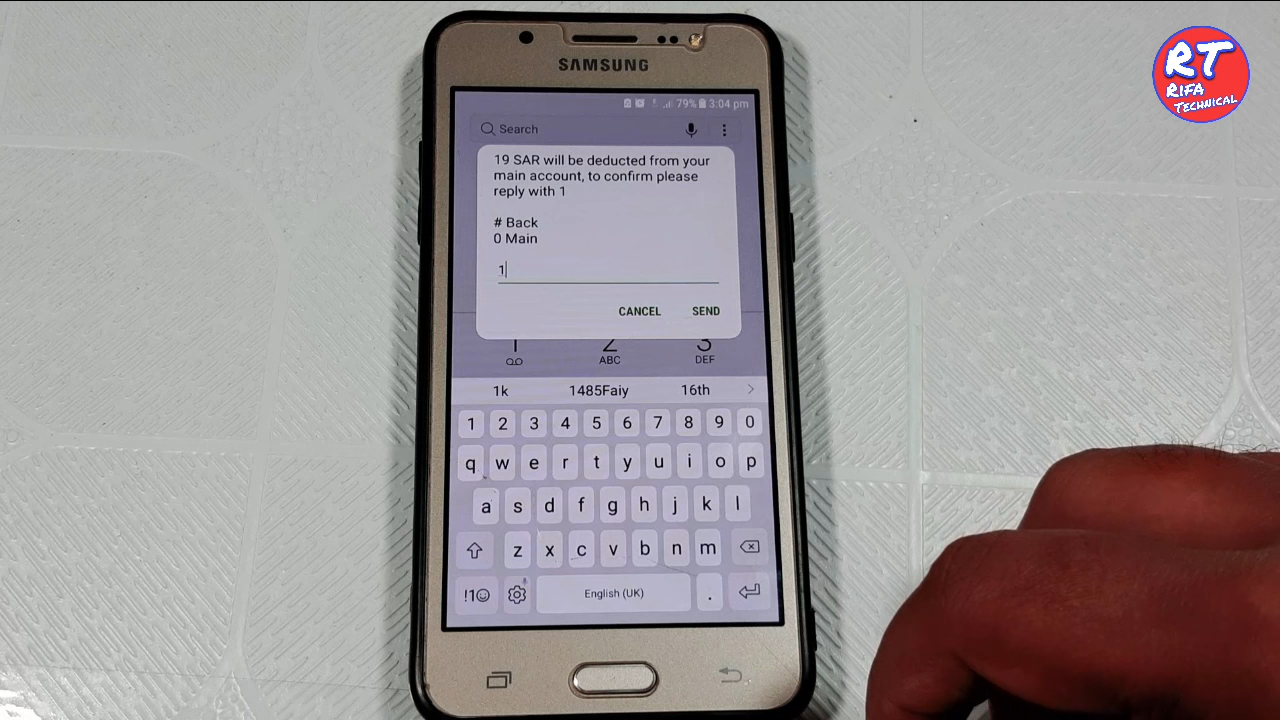 RT
RIFA
TECHNICAL
SAMSUNG
79% 3:04 pm
Search
19 SAR will be deducted from your
main account, to confirm please
reply with 1
# Back
0 Main
1
CANCEL SEND
1 2 3
ABC DEF
1k 1485Faiy 16th
1 2 3 4 5 6 7 8 9 0
q w e r t y u i o p
a s d f g h j k l
z x c v b n m
!1☺ English (UK) .